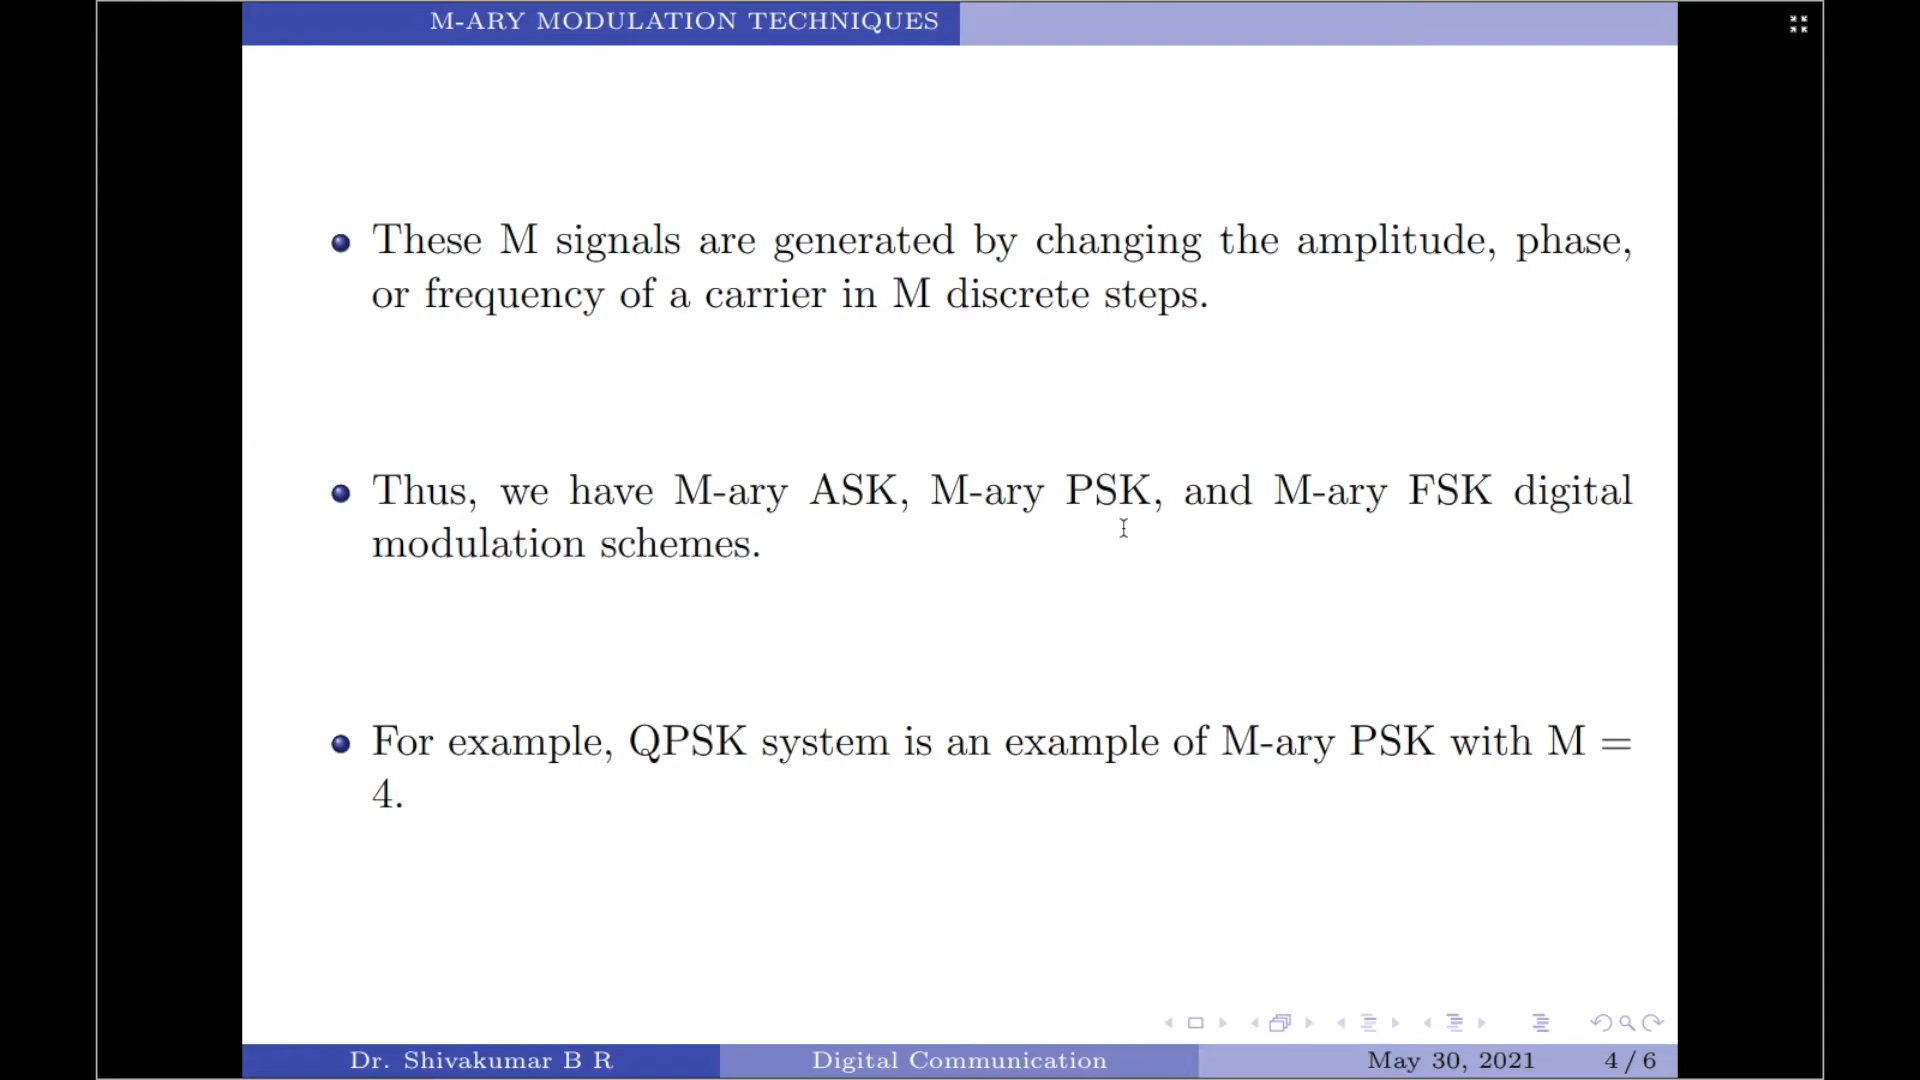 M-ARY MODULATION TECHNIQUES
These M signals are generated by changing the amplitude, phase,
or frequency of a carrier in M discrete steps.
Thus, we have M-ary ASK, M-ary PSK, and M-ary FSK digital
modulation schemes.
For example, QPSK system is an example of M-ary PSK with M =
4.
Dr. Shivakumar B R Digital Communication May 30, 2021 4 / 6